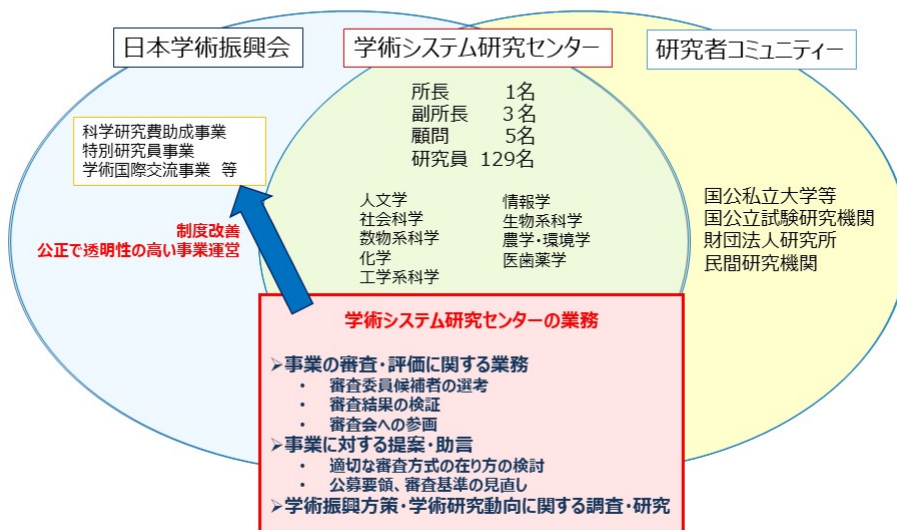 日本学術振興会
学術システム研究センター
研究者コミュニティー
所長 1名
副所長 3名
顧問 5名
研究員 129名
科学研究費助成事業
特別研究員事業
学術国際交流事業 等
制度改善
公正で透明性の高い事業運営
人文学
社会科学
数物系科学
化学
工学系科学
情報学
生物系科学
農学・環境学
医歯薬学
国公私立大学等
国公立試験研究機関
財団法人研究所
民間研究機関
学術システム研究センターの業務
➢事業の審査・評価に関する業務
・ 審査委員候補者の選考
・ 審査結果の検証
・ 審査会への参画
➢事業に対する提案・助言
・ 適切な審査方式の在り方の検討
・ 公募要領、審査基準の見直し
➢学術振興方策・学術研究動向に関する調査・研究